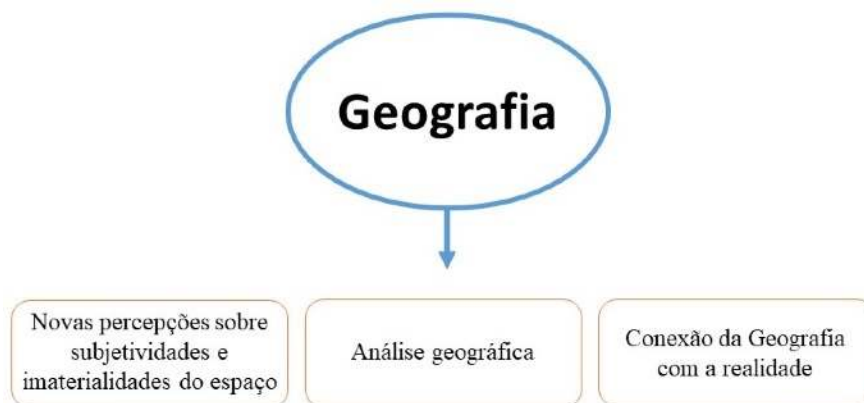 Geografia
Novas percepções sobre
subjetividades e
imaterialidades do espaço
Análise geográfica
Conexão da Geografia
com a realidade